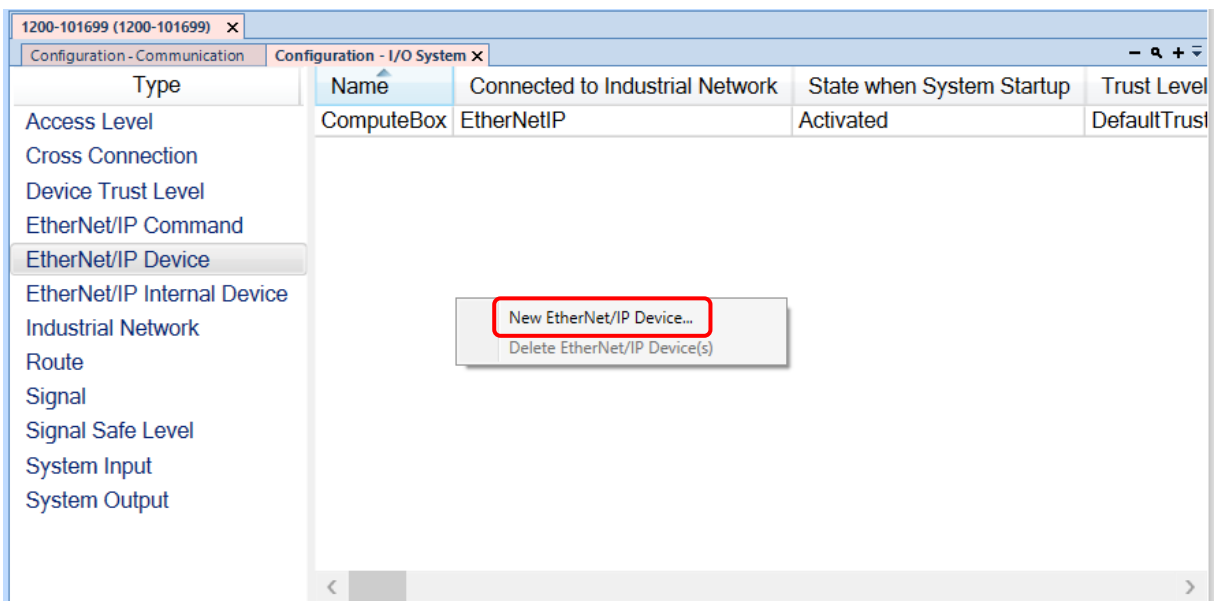 1200-101699 (1200-101699) X
Configuration - Communication Configuration - I/O System X
Type Name Connected to Industrial Network State when System Startup Trust Level
Access Level ComputeBox EtherNetIP Activated DefaultTrust
Cross Connection
Device Trust Level
EtherNet/IP Command
EtherNet/IP Device
EtherNet/IP Internal Device
New EtherNet/IP Device...
Industrial Network
Delete EtherNet/IP Device(s)
Route
Signal
Signal Safe Level
System Input
System Output